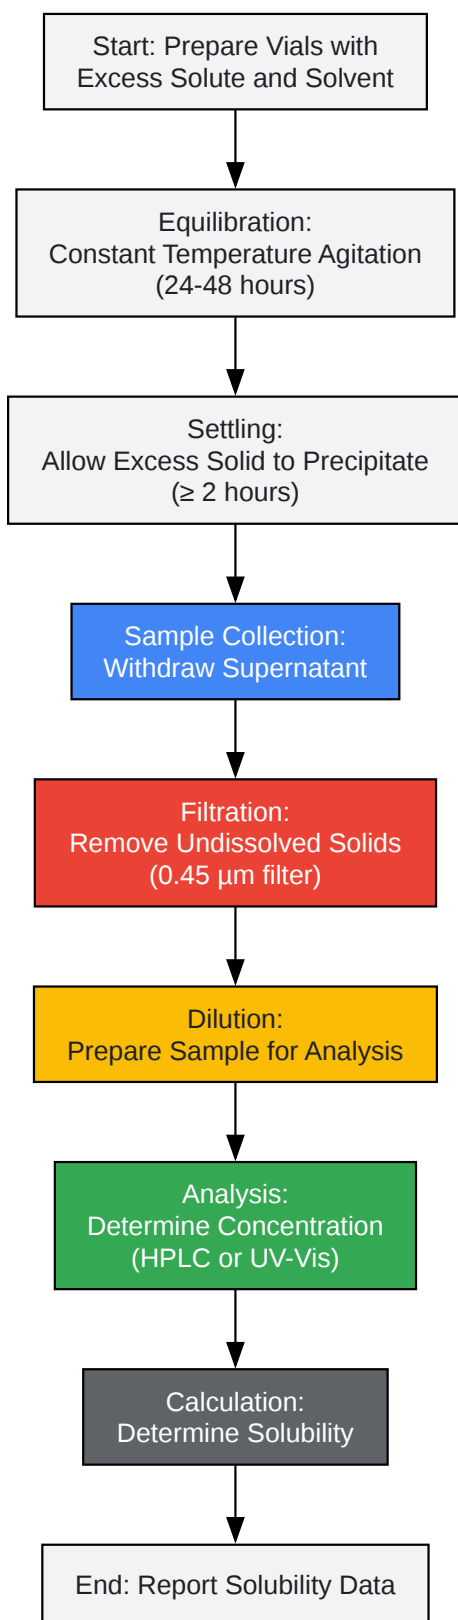 Start: Prepare Vials with
Excess Solute and Solvent
Equilibration:
Constant Temperature Agitation
(24-48 hours)
Settling:
Allow Excess Solid to Precipitate
(≥ 2 hours)
Sample Collection:
Withdraw Supernatant
Filtration:
Remove Undissolved Solids
(0.45 µm filter)
Dilution:
Prepare Sample for Analysis
Analysis:
Determine Concentration
(HPLC or UV-Vis)
Calculation:
Determine Solubility
End: Report Solubility Data